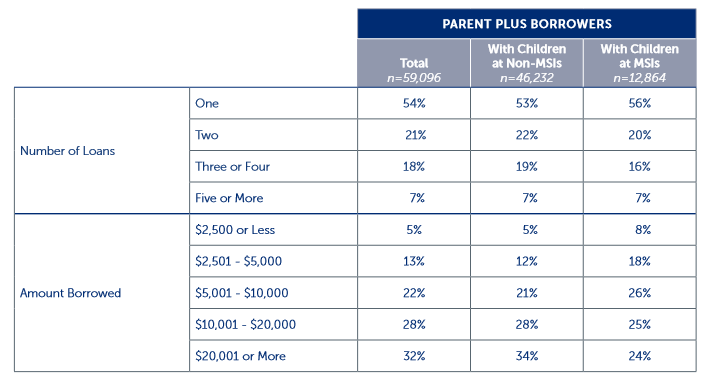 PARENT PLUS BORROWERS
Total
n=59,096
With Children
at Non-MSIs
n=46,232
With Children
at MSIs
n=12,864
Number of Loans
One 54% 53% 56%
Two 21% 22% 20%
Three or Four 18% 19% 16%
Five or More 7% 7% 7%
Amount Borrowed
$2,500 or Less 5% 5% 8%
$2,501 - $5,000 13% 12% 18%
$5,001 - $10,000 22% 21% 26%
$10,001 - $20,000 28% 28% 25%
$20,001 or More 32% 34% 24%